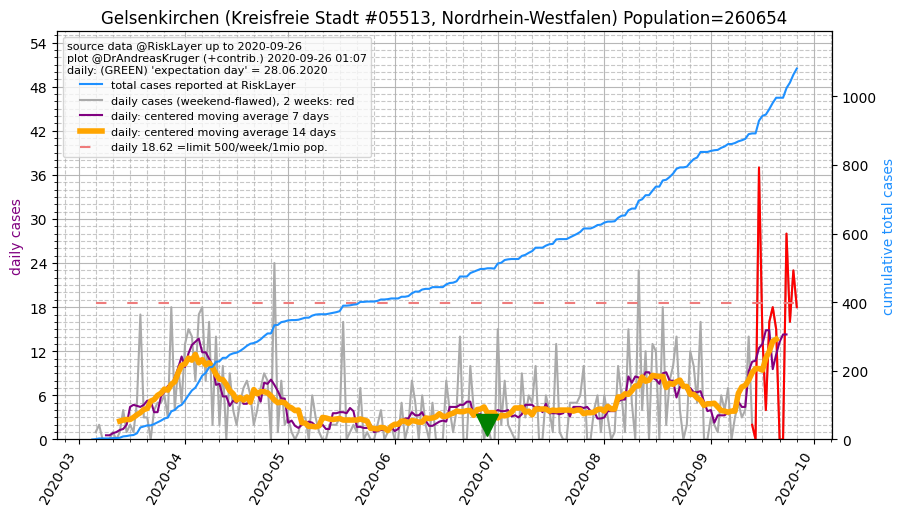 Gelsenkirchen (Kreisfreie Stadt #05513, Nordrhein-Westfalen) Population=260654
source data @RiskLayer up to 2020-09-26
plot @DrAndreasKruger (+contrib.) 2020-09-26 01:07
daily: (GREEN) 'expectation day' = 28.06.2020
total cases reported at RiskLayer
daily cases (weekend-flawed), 2 weeks: red
daily: centered moving average 7 days
daily: centered moving average 14 days
daily 18.62 =limit 500/week/1mio pop.
daily cases
54
48
42
36
30
24
18
12
6
0
cumulative total cases
1000
800
600
400
200
0
2020-03
2020-04
2020-05
2020-06
2020-07
2020-08
2020-09
2020-10